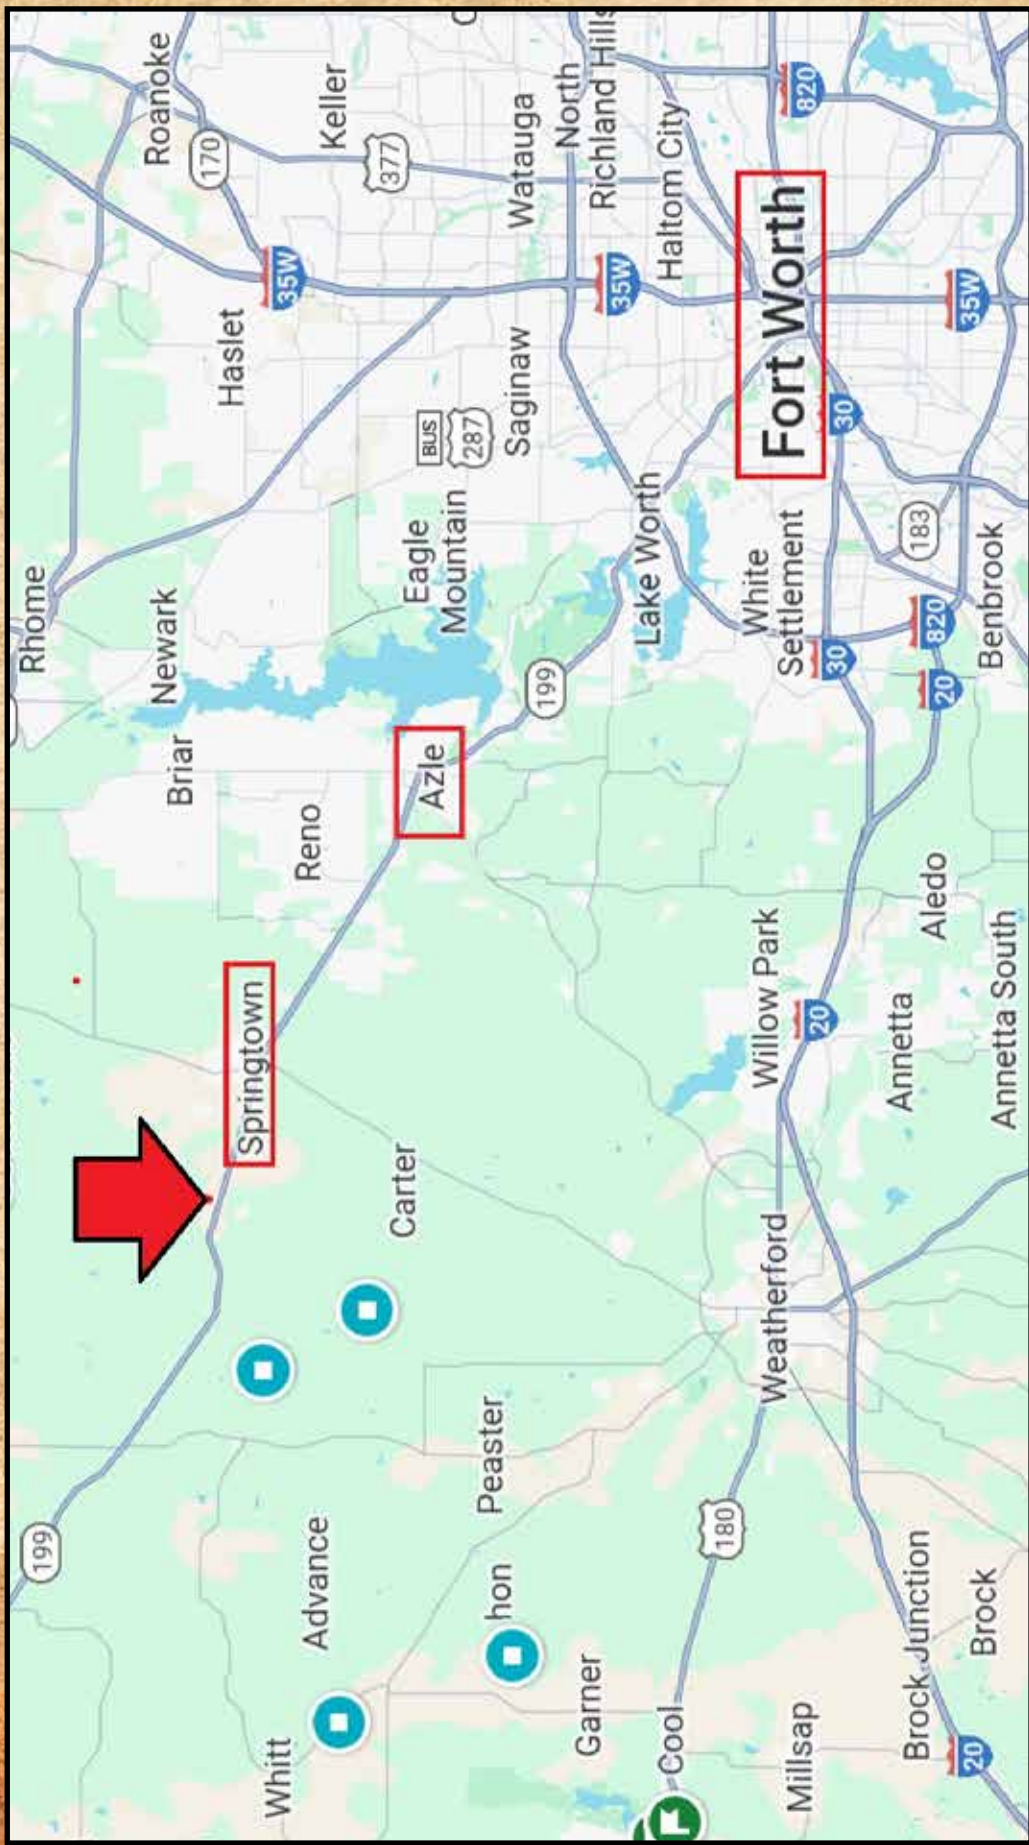 199
Rhome
Roanoke
Newark
Briar
170
Haslet
Springtown
Whitt
35W
Reno
Advance
Keller
377
Carter
Eagle
Mountain
Azle
BUS
287
Peaster
hon
Saginaw
Watauga
199
North
Richland Hills
Garner
35W
Lake Worth
Cool
Haltom City
180
White
Settlement
Willow Park
Weatherford
Fort Worth
820
Millsap
20
30
30
Annetta
Brock Junction
183
Aledo
820
20
35W
20
Brock
Benbrook
Annetta South